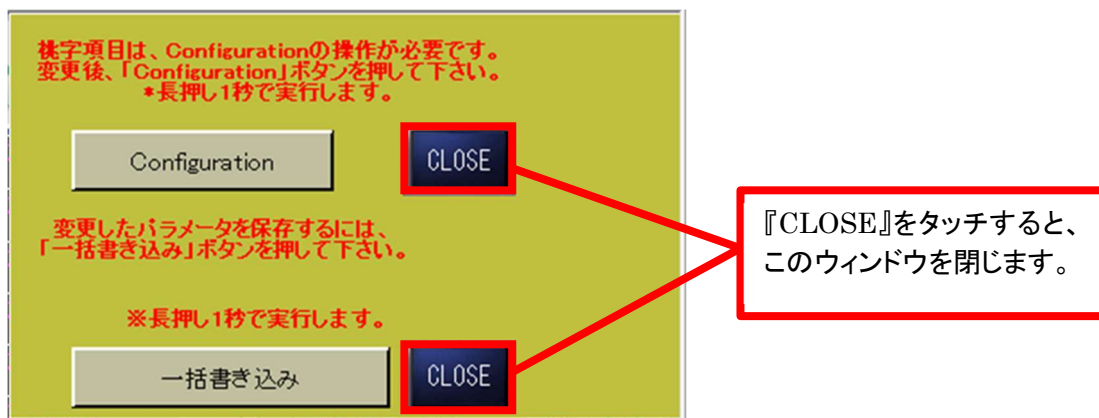 桃字項目は、Configurationの操作が必要です。
変更後、「Configuration」ボタンを押して下さい。
*長押し1秒で実行します。
Configuration
CLOSE
変更したパラメータを保存するには、
「一括書き込み」ボタンを押して下さい。
※長押し1秒で実行します。
一括書き込み
CLOSE
『CLOSE』をタッチすると、
このウィンドウを閉じます。